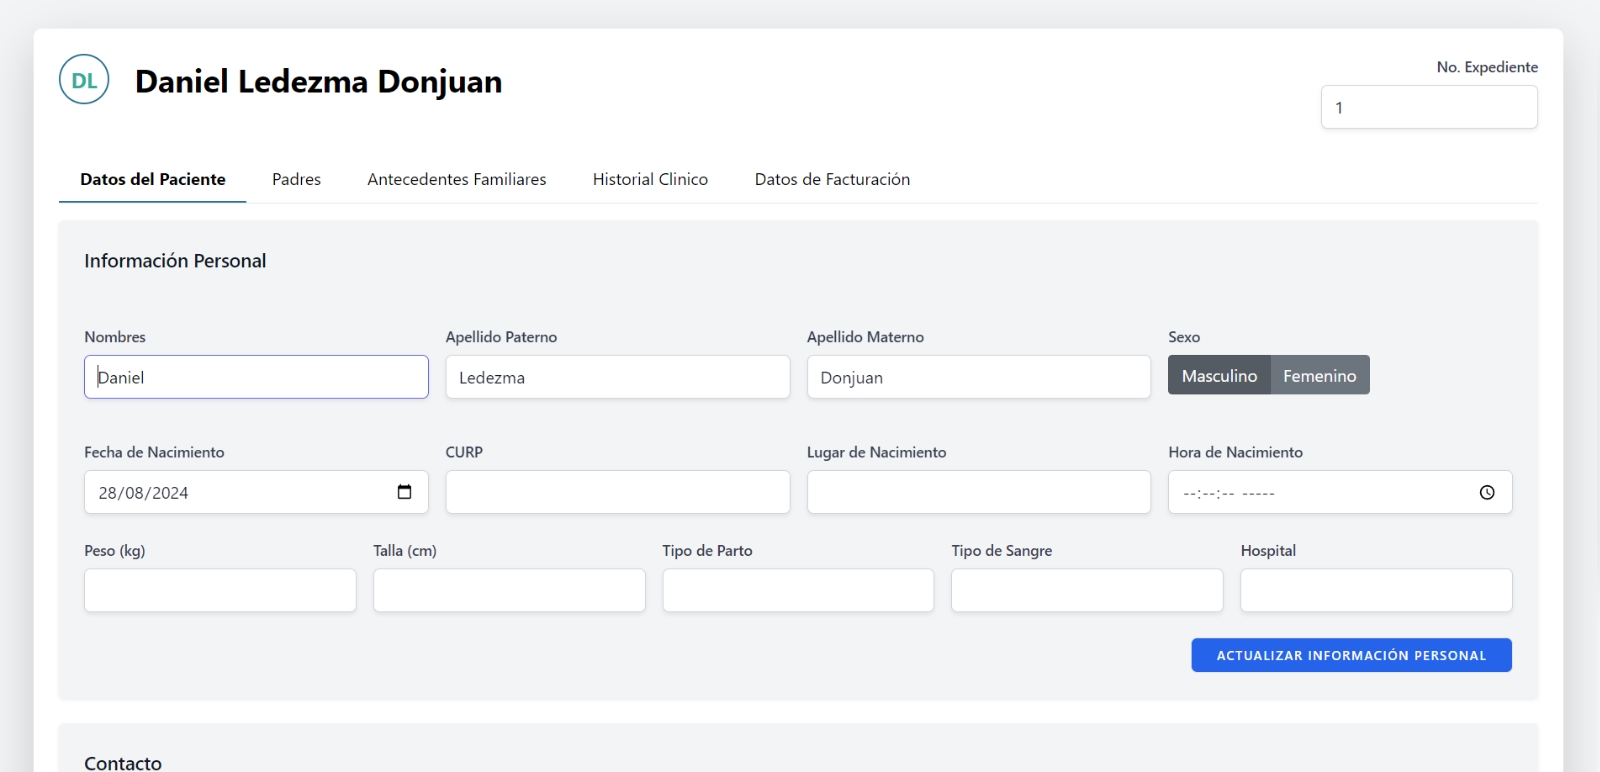 DL
Daniel Ledezma Donjuan
No. Expediente
1
Datos del Paciente Padres Antecedentes Familiares Historial Clinico Datos de Facturación
Información Personal
Nombres Apellido Paterno Apellido Materno Sexo
Daniel Ledezma Donjuan Masculino Femenino
Fecha de Nacimiento CURP Lugar de Nacimiento Hora de Nacimiento
28/08/2024 --:--:-- -----
Peso (kg) Talla (cm) Tipo de Parto Tipo de Sangre Hospital
ACTUALIZAR INFORMACIÓN PERSONAL
Contacto